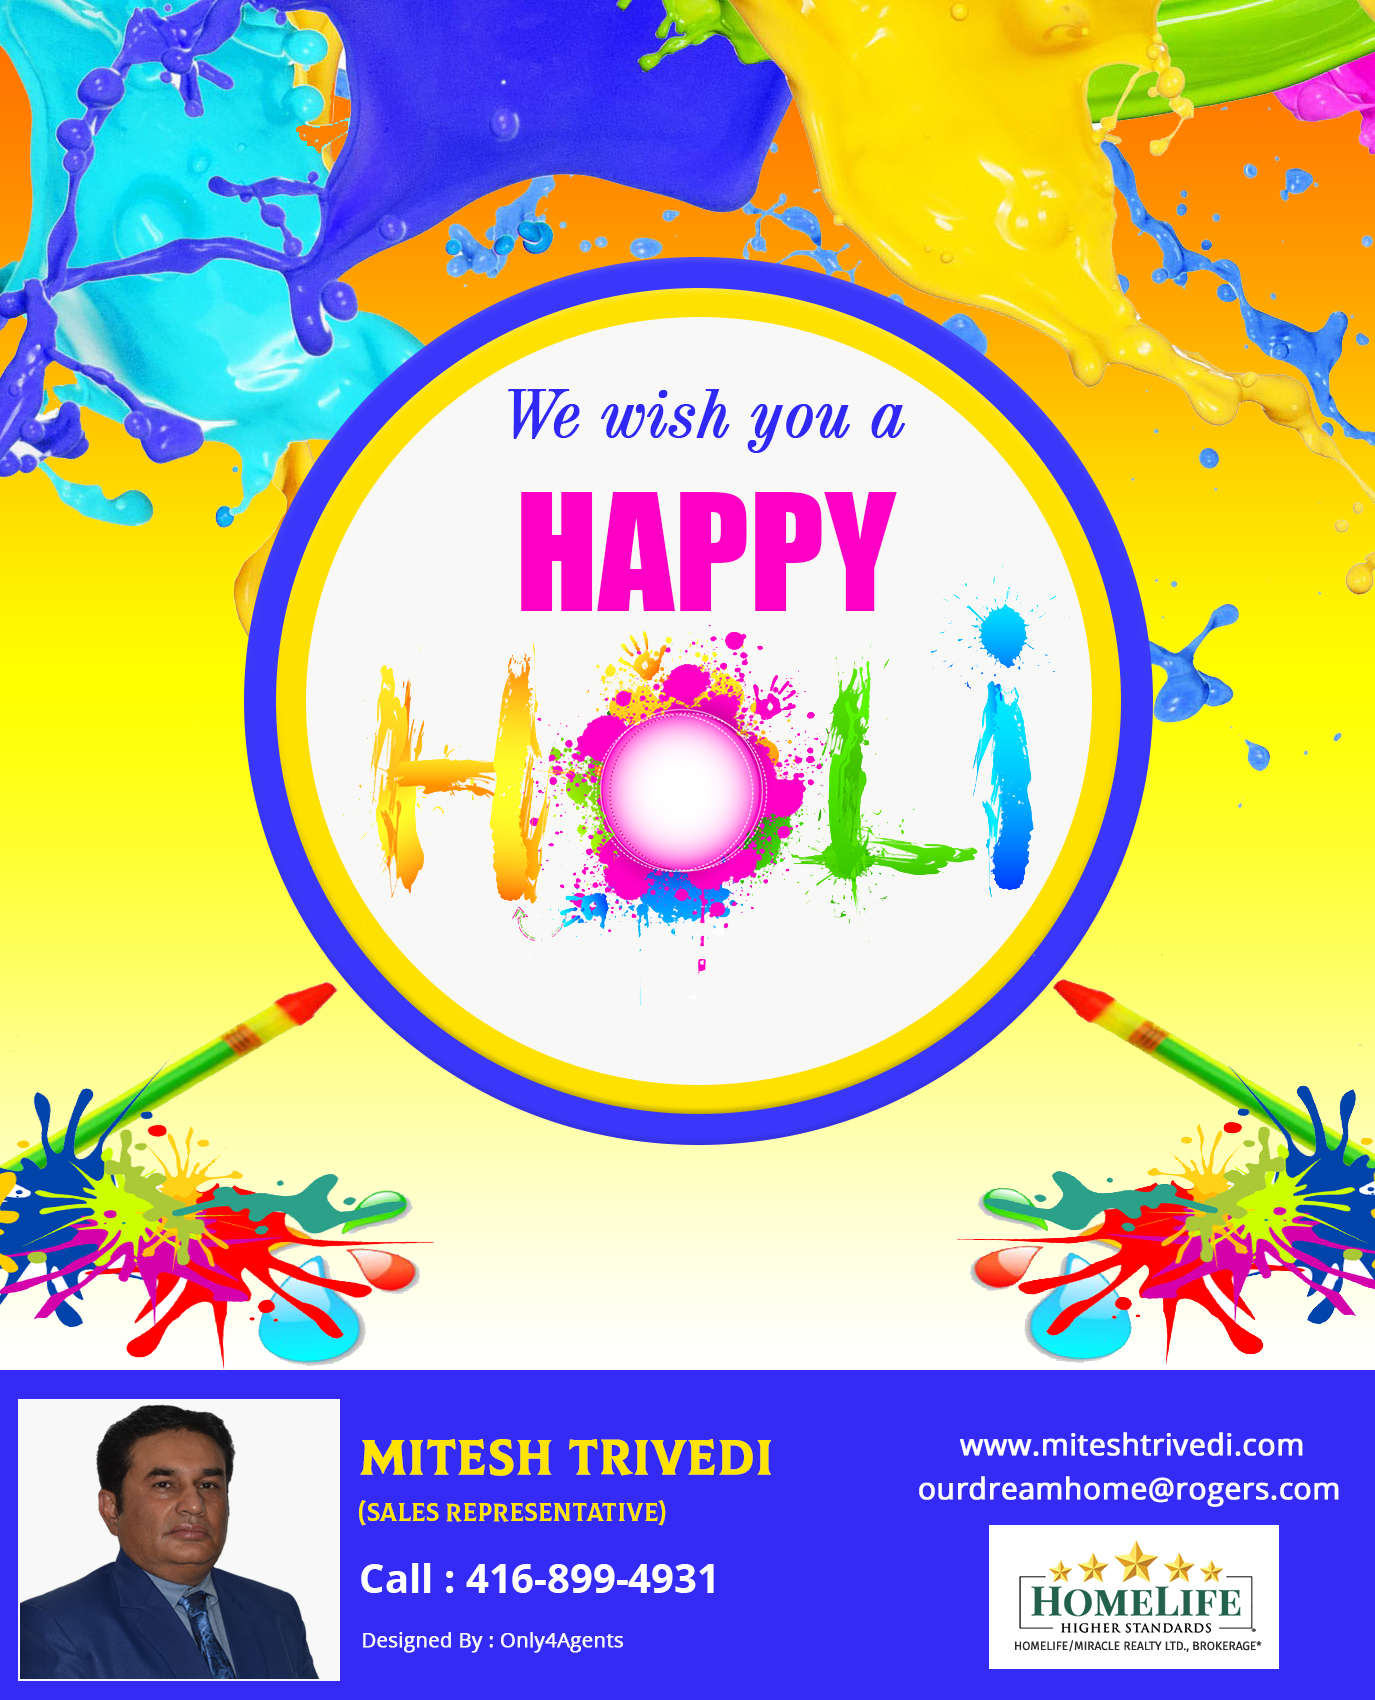 We wish you a
HAPPY
HOLi
MITESH TRIVEDI
(SALES REPRESENTATIVE)
Call : 416-899-4931
Designed By : Only4Agents
www.miteshtrivedi.com
ourdreamhome@rogers.com
HOMELIFE
HIGHER STANDARDS
HOMELIFE/MIRACLE REALTY LTD., BROKERAGE*